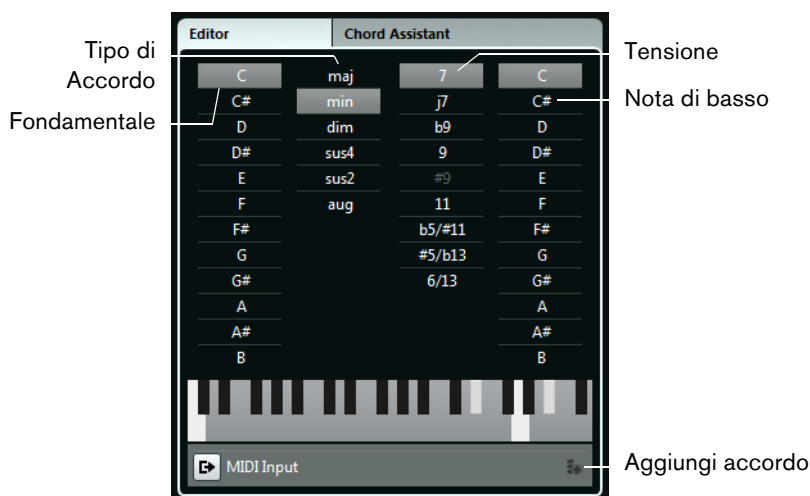 Editor
Chord Assistant
Tipo di
Accordo
Fondamentale
Tensione
Nota di basso
C maj 7 C
C# min j7 C#
D dim b9 D
D# sus4 9 D#
E sus2 #9 E
F aug 11 F
F# b5/#11 F#
G #5/b13 G
G# 6/13 G#
A A
A# A#
B B
MIDI Input
Aggiungi accordo